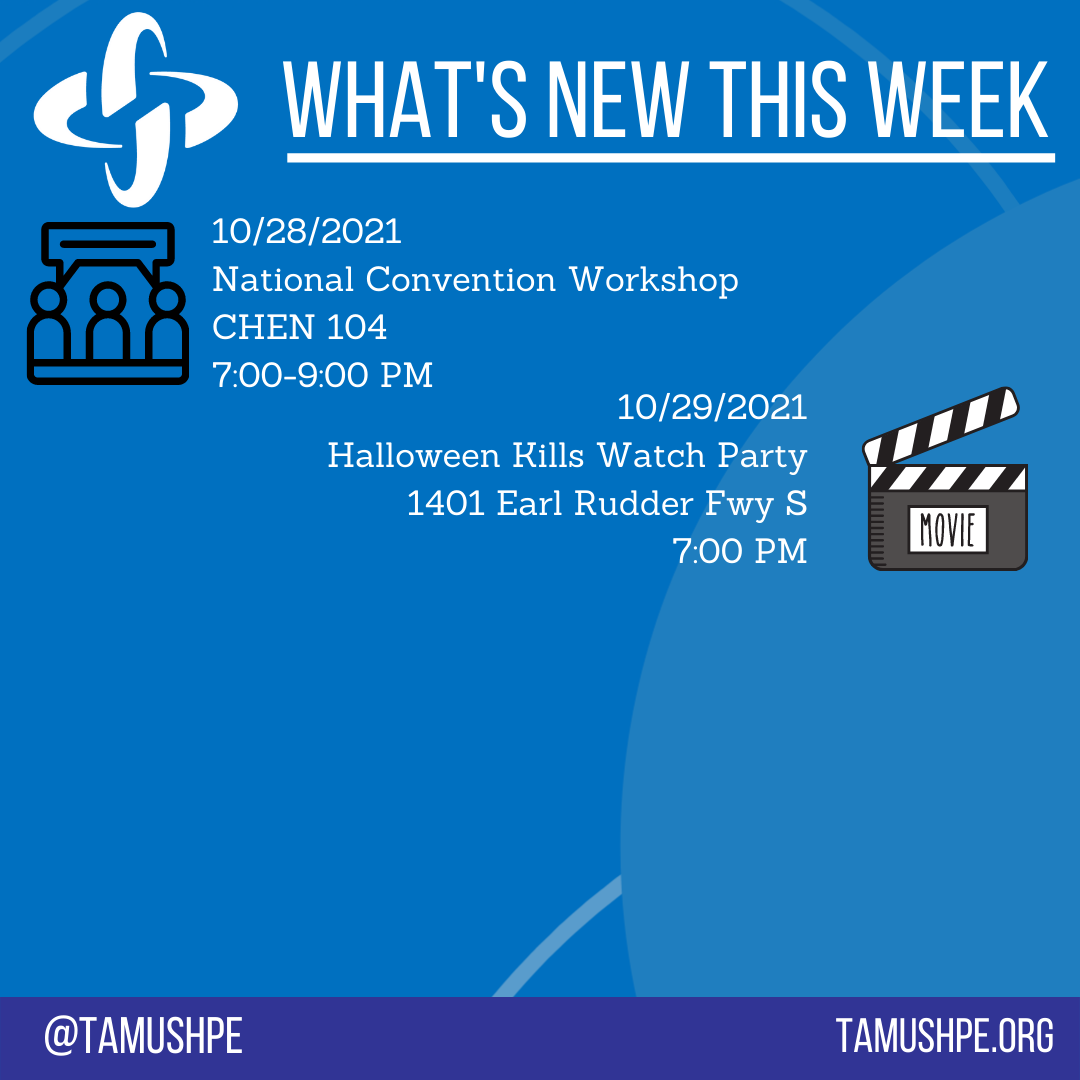 WHAT'S NEW THIS WEEK
10/28/2021
National Convention Workshop
CHEN 104
7:00-9:00 PM
10/29/2021
Halloween Kills Watch Party
1401 Earl Rudder Fwy S
7:00 PM
MOVIE
@TAMUSHPE
TAMUSHPE.ORG